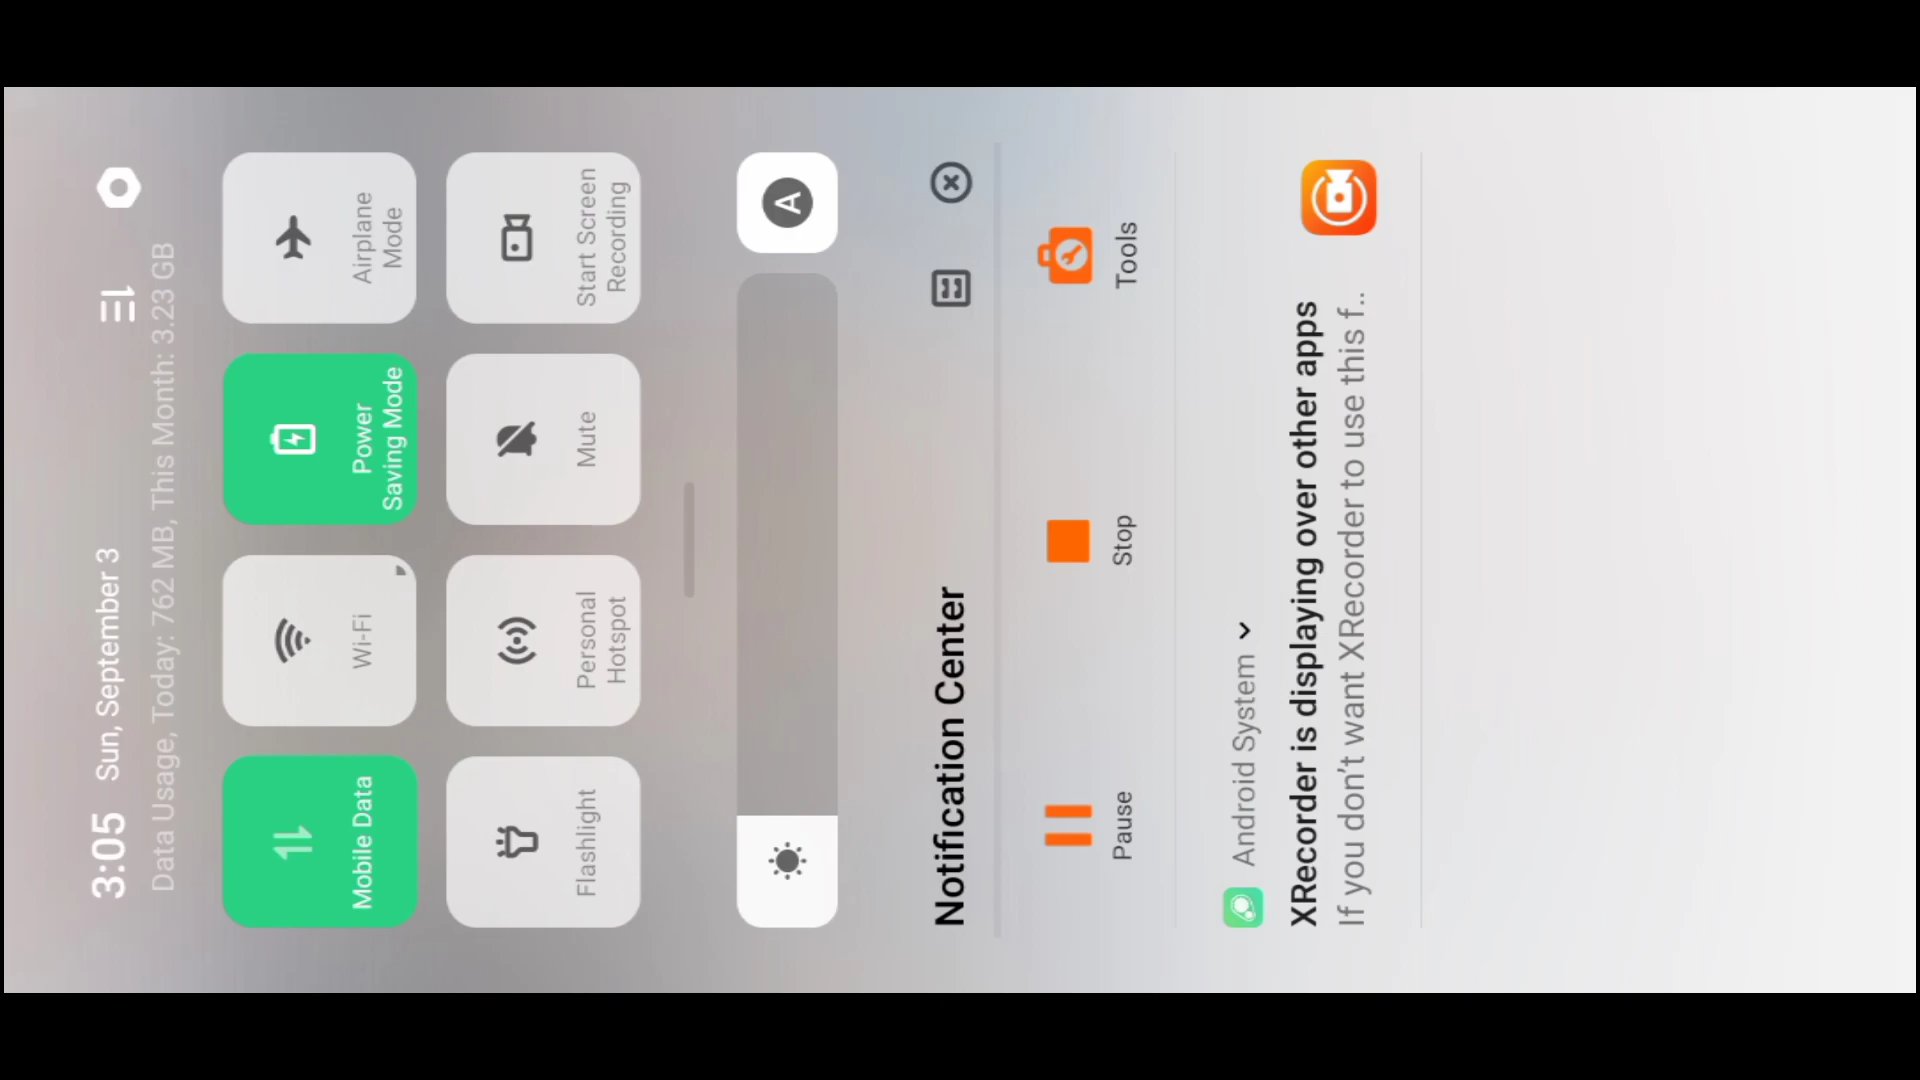 3:05 Sun, September 3
Data Usage, Today: 762 MB, This Month: 3.23 GB
Mobile Data
Wi-Fi
Power
Saving Mode
Airplane
Mode
Flashlight
Personal
Hotspot
Mute
Start Screen
Recording
A
Notification Center
Pause
Stop
Tools
Android System
XRecorder is displaying over other apps
If you don't want XRecorder to use this f..